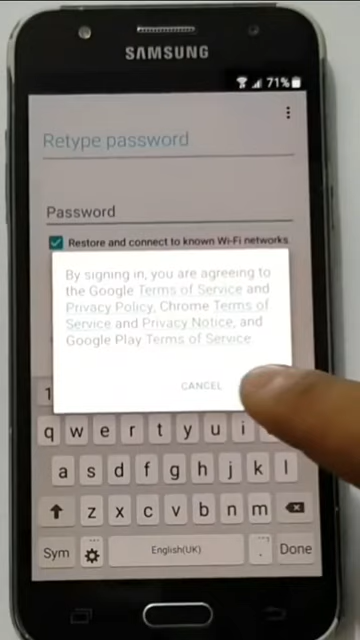 SAMSUNG
71%
Retype password
Password
Restore and connect to known Wi-Fi networks
By signing in, you are agreeing to
the Google Terms of Service and
Privacy Policy, Chrome Terms of
Service and Privacy Notice, and
Google Play Terms of Service.
CANCEL
1
q w e r t y u i
a s d f g h j k l
z x c v b n m
Sym English(UK) . Done